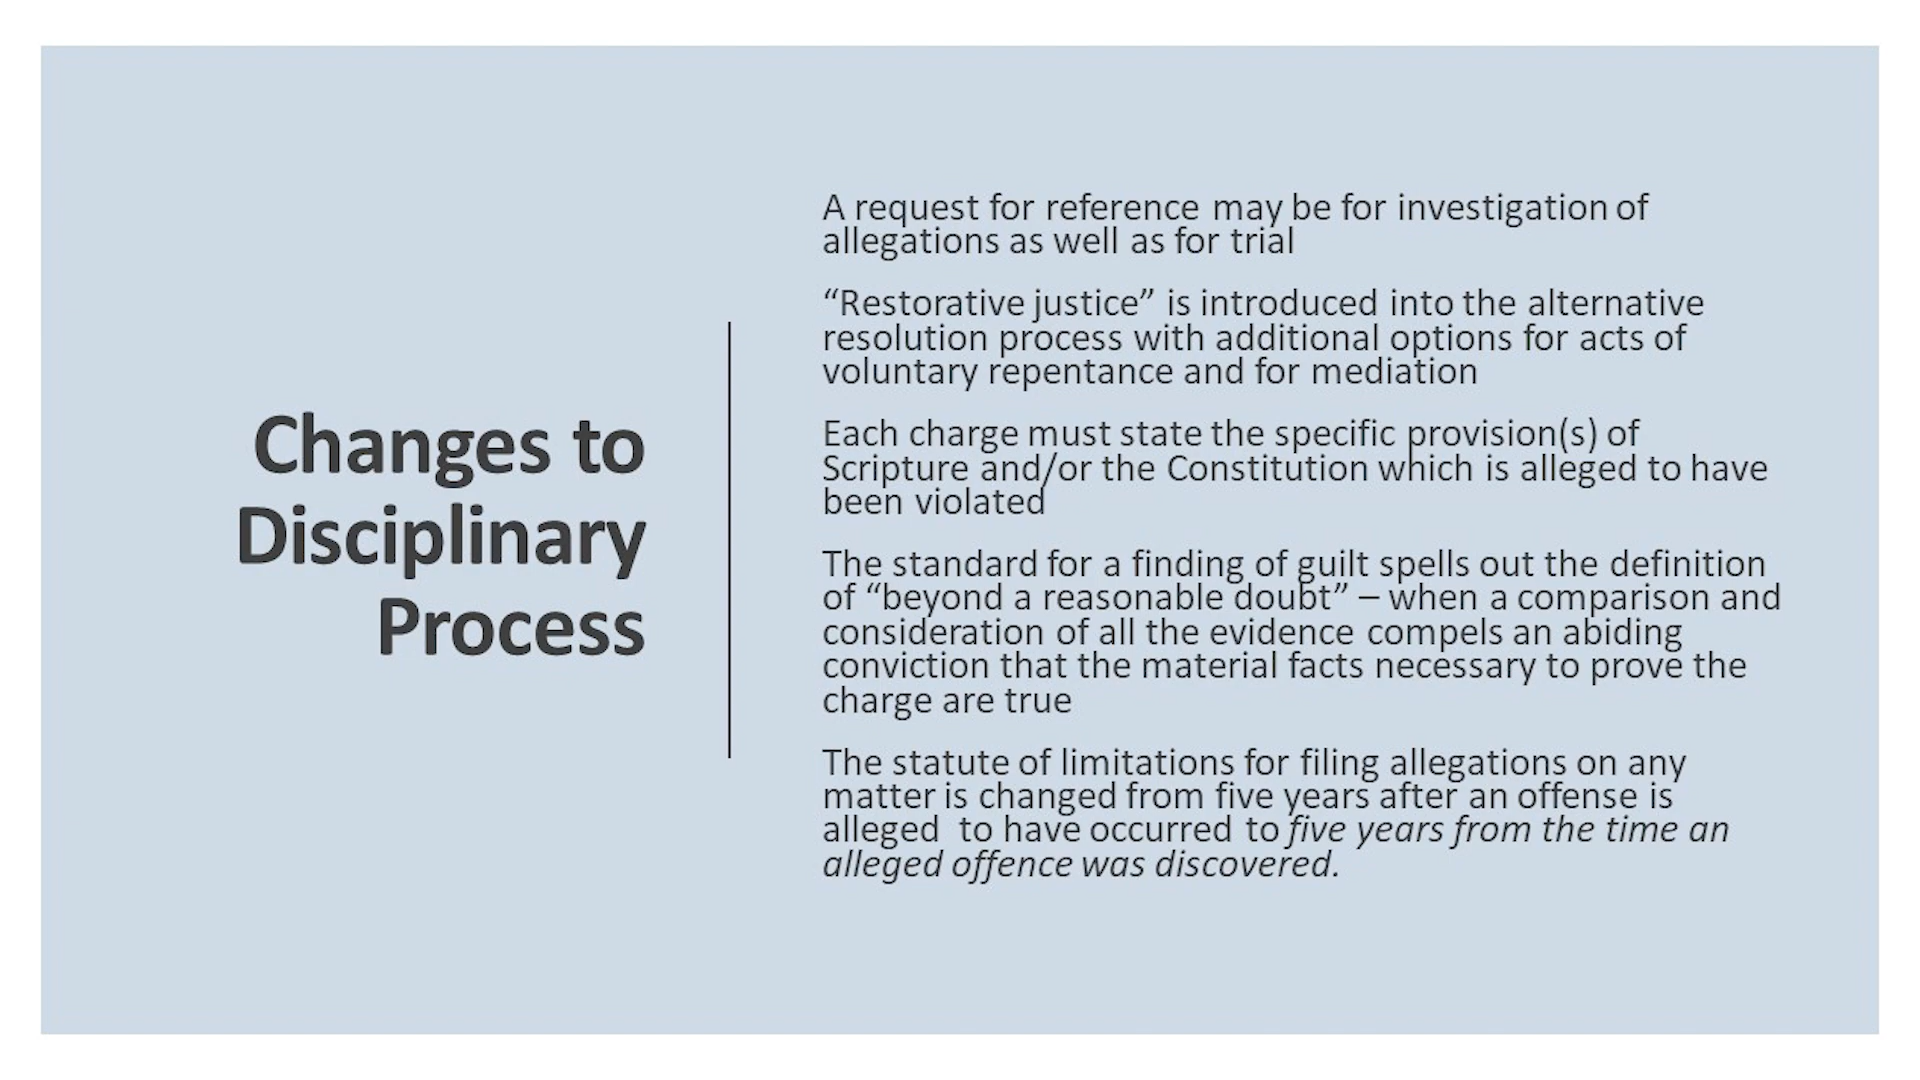 Changes to
Disciplinary
Process
A request for reference may be for investigation of
allegations as well as for trial
“Restorative justice” is introduced into the alternative
resolution process with additional options for acts of
voluntary repentance and for mediation
Each charge must state the specific provision(s) of
Scripture and/or the Constitution which is alleged to have
been violated
The standard for a finding of guilt spells out the definition
of “beyond a reasonable doubt” – when a comparison and
consideration of all the evidence compels an abiding
conviction that the material facts necessary to prove the
charge are true
The statute of limitations for filing allegations on any
matter is changed from five years after an offense is
alleged  to have occurred to five years from the time an
alleged offence was discovered.